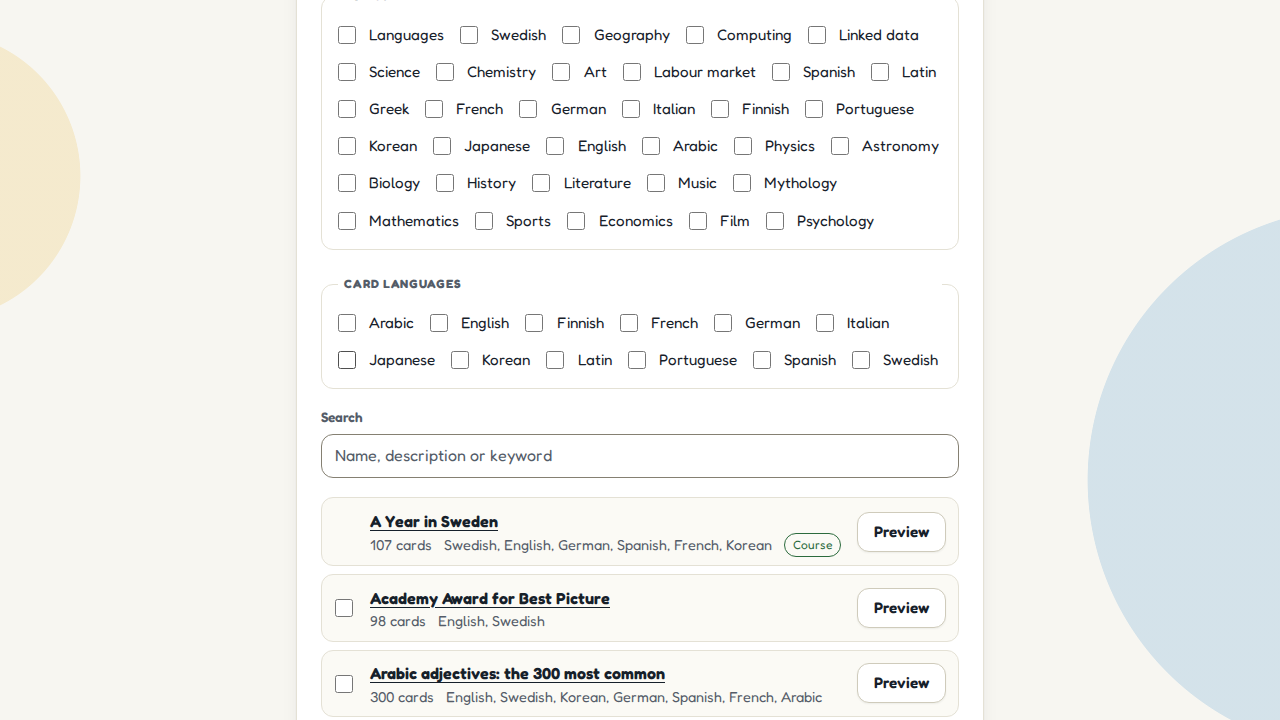 Languages Swedish Geography Computing Linked data
Science Chemistry Art Labour market Spanish Latin
Greek French German Italian Finnish Portuguese
Korean Japanese English Arabic Physics Astronomy
Biology History Literature Music Mythology
Mathematics Sports Economics Film Psychology
CARD LANGUAGES
Arabic English Finnish French German Italian
Japanese Korean Latin Portuguese Spanish Swedish
Search
Name, description or keyword
A Year in Sweden
107 cards Swedish, English, German, Spanish, French, Korean Course
Preview
Academy Award for Best Picture
98 cards English, Swedish
Preview
Arabic adjectives: the 300 most common
300 cards English, Swedish, Korean, German, Spanish, French, Arabic
Preview